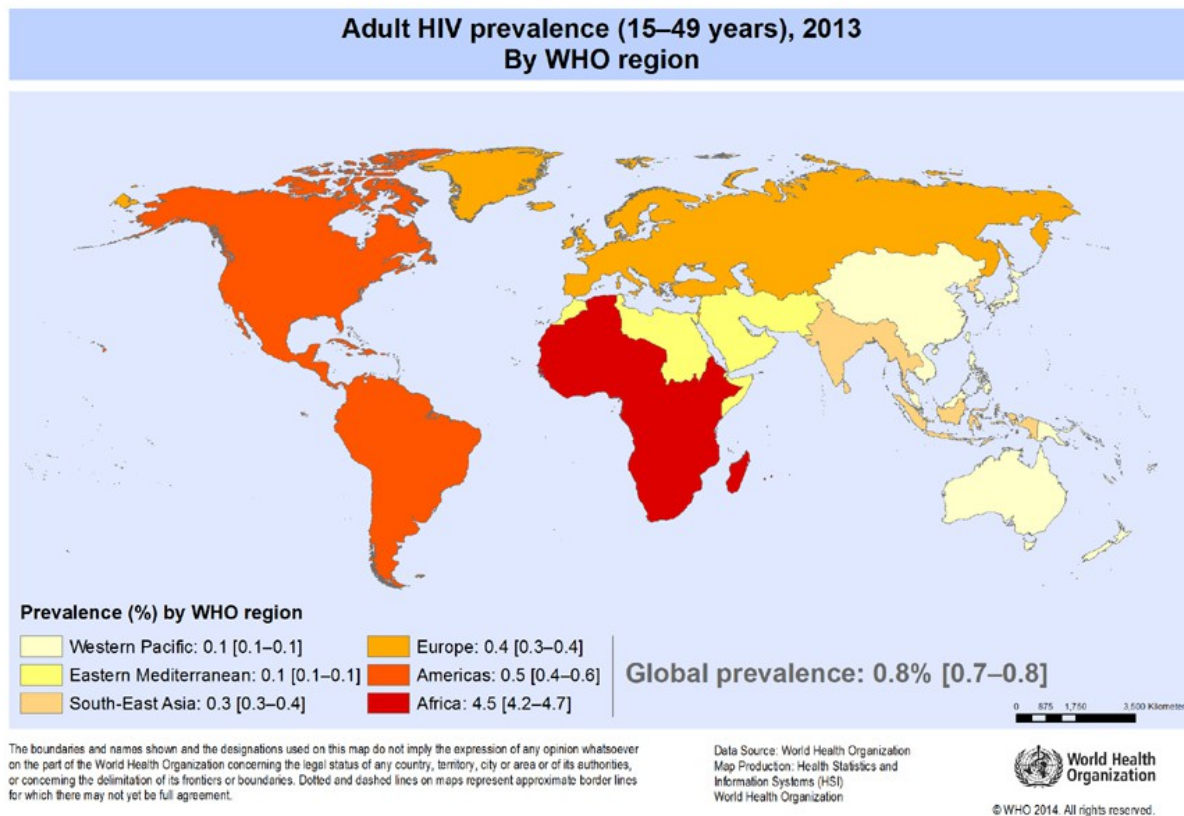 Adult HIV prevalence (15–49 years), 2013
By WHO region
Prevalence (%) by WHO region
Western Pacific: 0.1 [0.1–0.1]
Eastern Mediterranean: 0.1 [0.1–0.1]
South-East Asia: 0.3 [0.3–0.4]
Europe: 0.4 [0.3–0.4]
Americas: 0.5 [0.4–0.6]
Africa: 4.5 [4.2–4.7]
Global prevalence: 0.8% [0.7–0.8]
0 875 1,750 3,500 Kilometer
The boundaries and names shown and the designations used on this map do not imply the expression of any opinion whatsoever
on the part of the World Health Organization concerning the legal status of any country, territory, city or area or of its authorities,
or concerning the delimitation of its frontiers or boundaries. Dotted and dashed lines on maps represent approximate border lines
for which there may not yet be full agreement.
Data Source: World Health Organization
Map Production: Health Statistics and
Information Systems (HSI)
World Health Organization
World Health
Organization
© WHO 2014. All rights reserved.